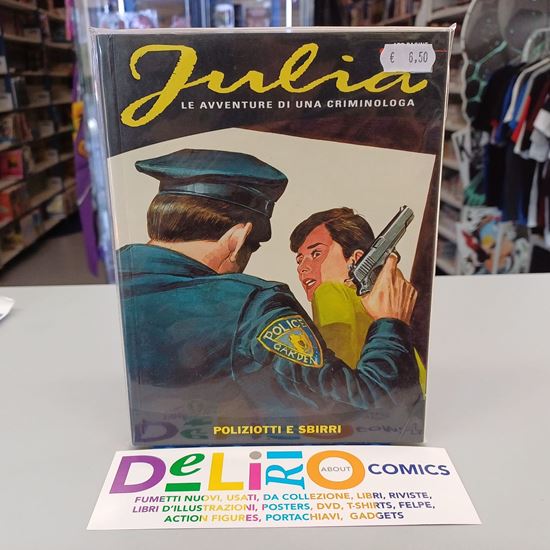 Julia
€ 6,50
LE AVVENTURE DI UNA CRIMINOLOGA
POLICE
GARDEN
POLIZIOTTI E SBIRRI
DeLiRiO ABOUT COMICS
FUMETTI NUOVI, USATI, DA COLLEZIONE, LIBRI, RIVISTE,
LIBRI D'ILLUSTRAZIONI, POSTERS, DVD, T-SHIRTS, FELPE,
ACTION FIGURES, PORTACHIAVI, GADGETS